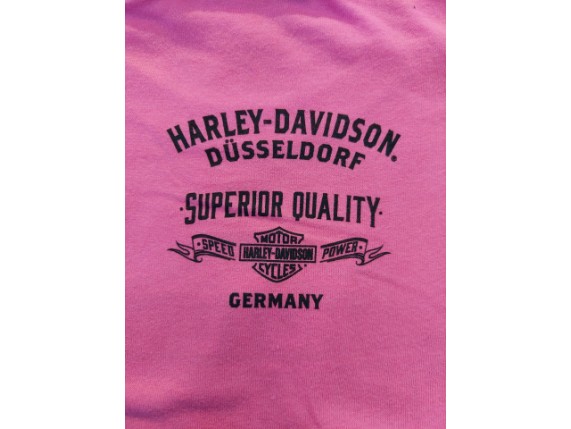 HARLEY-DAVIDSON.
DÜSSELDORF
·SUPERIOR QUALITY·
MOTOR
SPEED HARLEY-DAVIDSON POWER
CYCLES
GERMANY